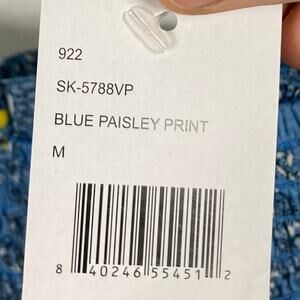 922
SK-5788VP
BLUE PAISLEY PRINT
M
8 40246 55451 2